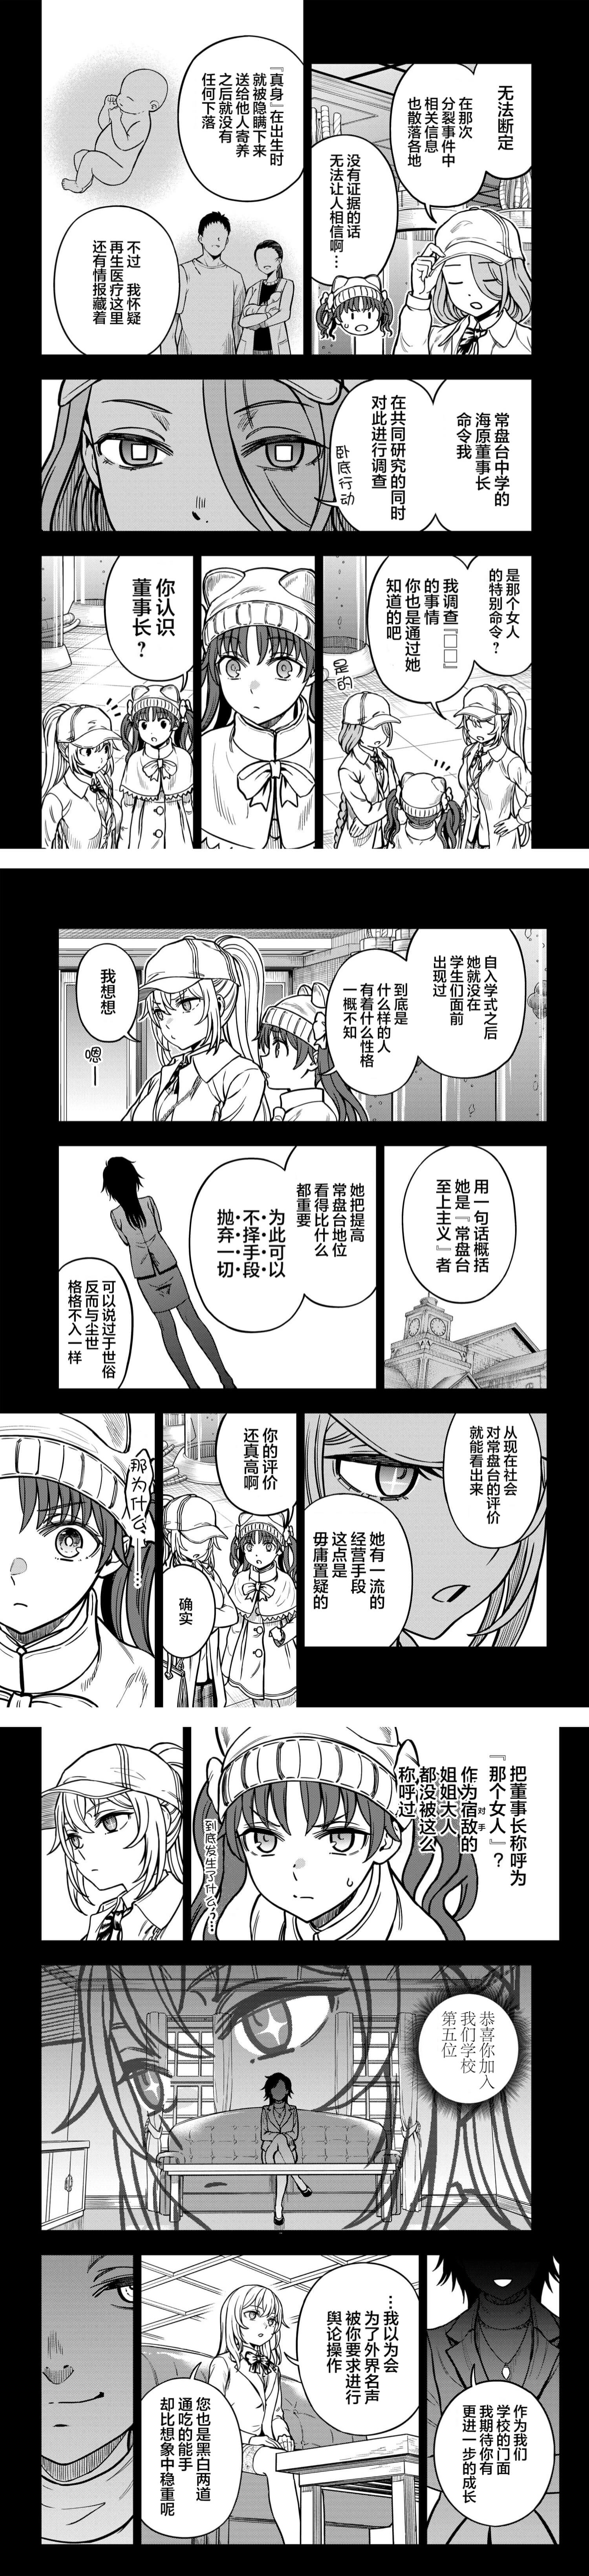 无法断定
在那次
分裂事件中
相关信息
也散落各地
没有证据的话
无法让人相信啊…
『真身』在出生时
就被隐瞒下来
送给他人寄养
之后就没有
任何下落
不过 我怀疑
再生医疗这里
还有情报藏着
常盘台中学的
海原董事长
命令我
在共同研究的同时
对此进行调查
卧底行动
是那个女人
的特别命令?
我调查『□□』
的事情
你也是通过她
知道的吧
是的
你认识
董事长?
自入学式之后
她就没在
学生们面前
出现过
到底是
什么样的人
有着什么性格
一概不知
我想想
嗯—
用一句话概括
她是『常盘台
至上主义』者
她把提高
常盘台地位
看得比什么
都重要
为此可以
不择手段
抛弃一切
可以说过于世俗
反而与尘世
格格不入一样
从现在社会
对常盘台的评价
就能看出来
她有一流的
经营手段
这点是
毋庸置疑的
你的评价
还真高啊
确实
那为什么……
把董事长称呼为
『那个女人』?
作为宿敌的
对手
姐姐大人
都没被这么
称呼过
到底发生了什么?…
恭喜你加入
我们学校
第五位
作为我们
学校的门面
我期待你有
更进一步的成长
…我以为会
为了外界名声
被你要求进行
舆论操作
您也是黑白两道
通吃的能手
却比想象中稳重呢